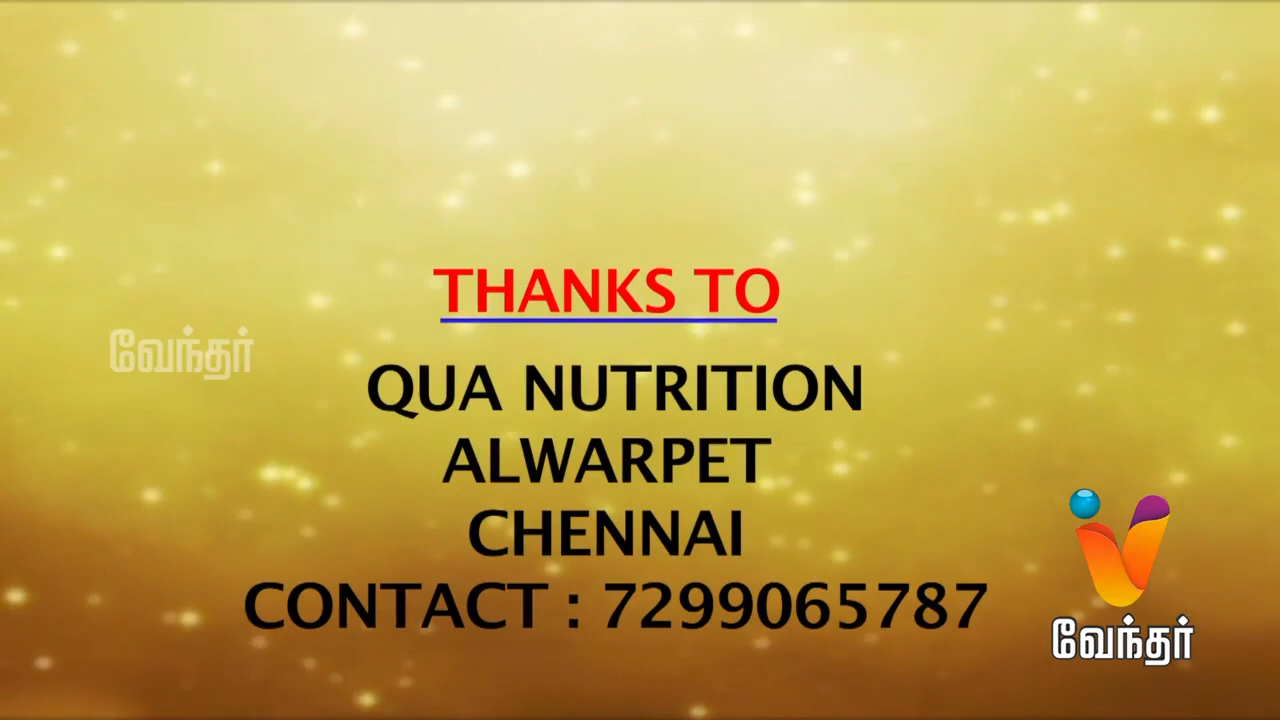 THANKS TO
வேந்தர்
QUA NUTRITION
ALWARPET
CHENNAI
CONTACT : 7299065787
வேந்தர்